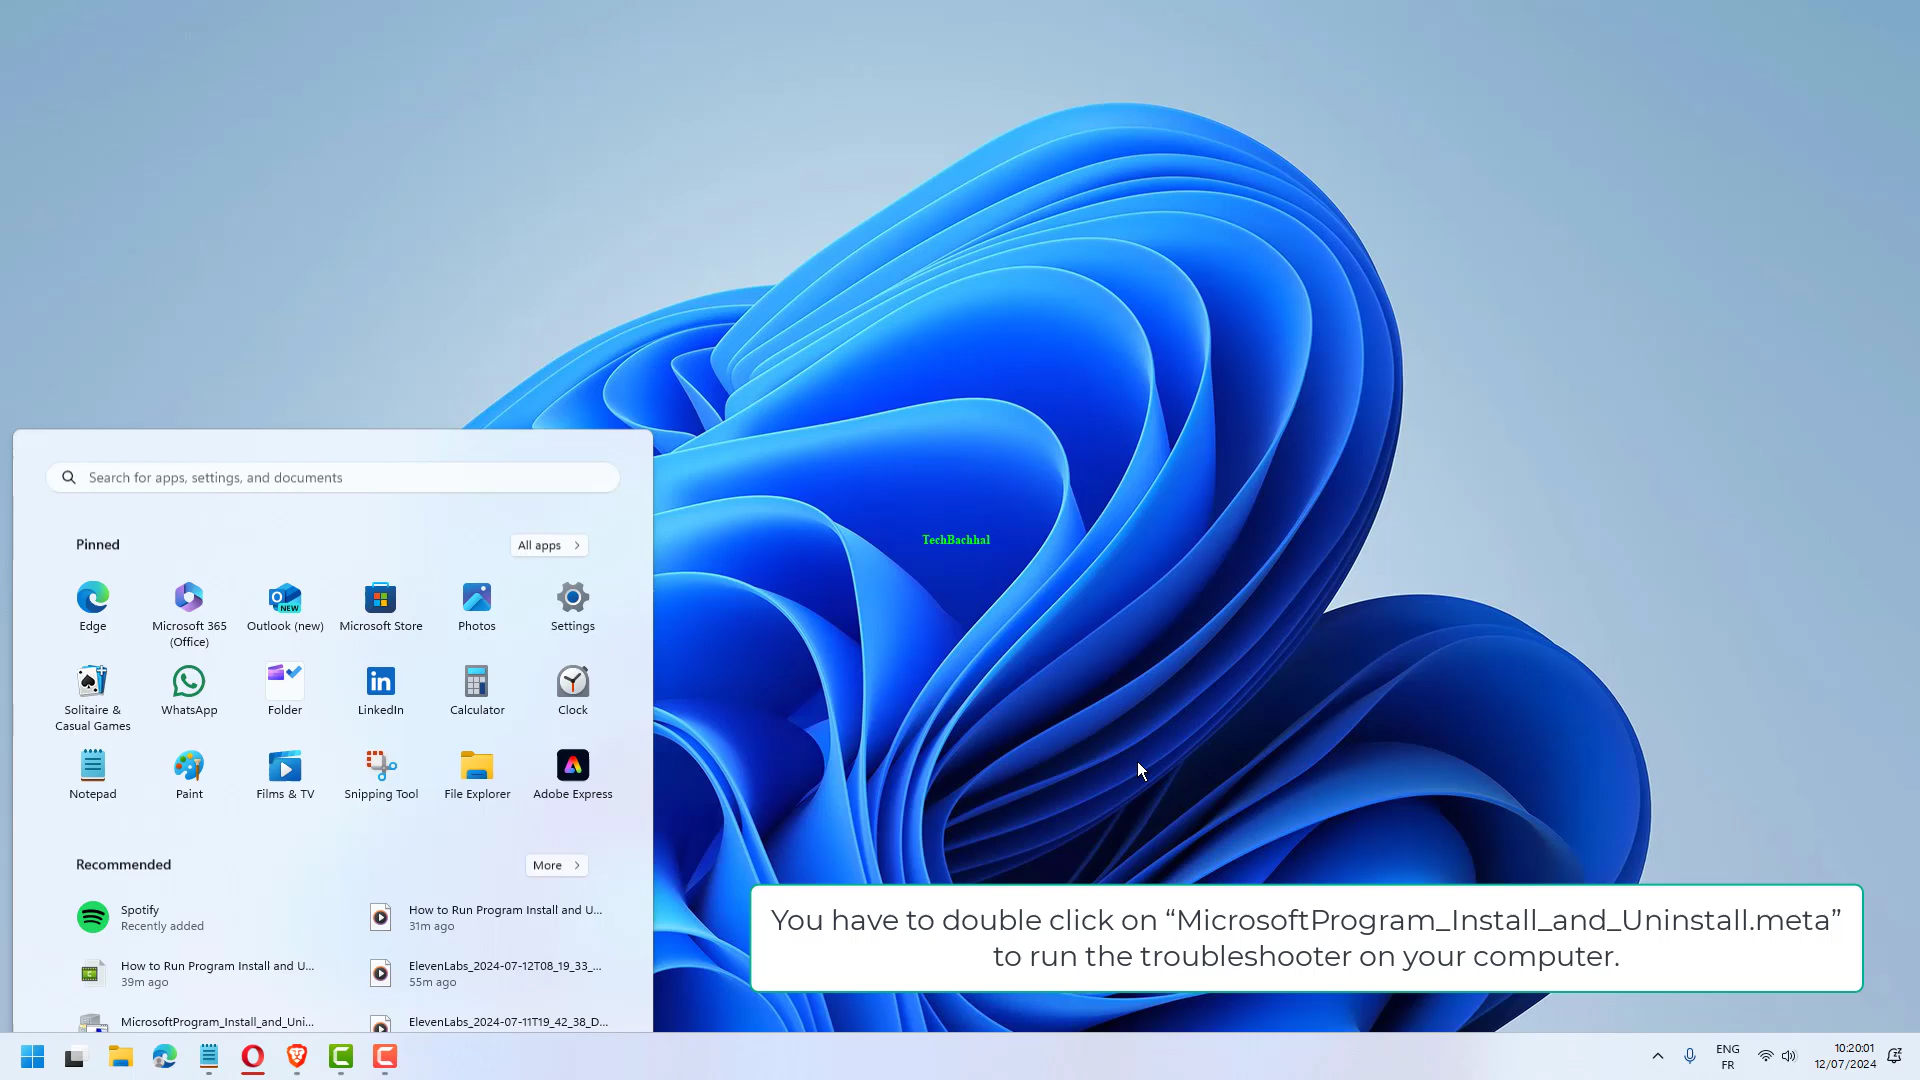 TechBachhal
Search for apps, settings, and documents
Pinned
All apps
Edge
Microsoft 365
(Office)
Outlook (new)
NEW
Microsoft Store
Photos
Settings
Solitaire &
Casual Games
WhatsApp
Folder
LinkedIn
Calculator
Clock
Notepad
Paint
Films & TV
Snipping Tool
File Explorer
Adobe Express
Recommended
More
Spotify
Recently added
How to Run Program Install and U...
31m ago
How to Run Program Install and U...
39m ago
ElevenLabs_2024-07-12T08_19_33_...
55m ago
MicrosoftProgram_Install_and_Uni...
ElevenLabs_2024-07-11T19_42_38_D...
You have to double click on “MicrosoftProgram_Install_and_Uninstall.meta”
to run the troubleshooter on your computer.
ENG
FR
10:20:01
12/07/2024